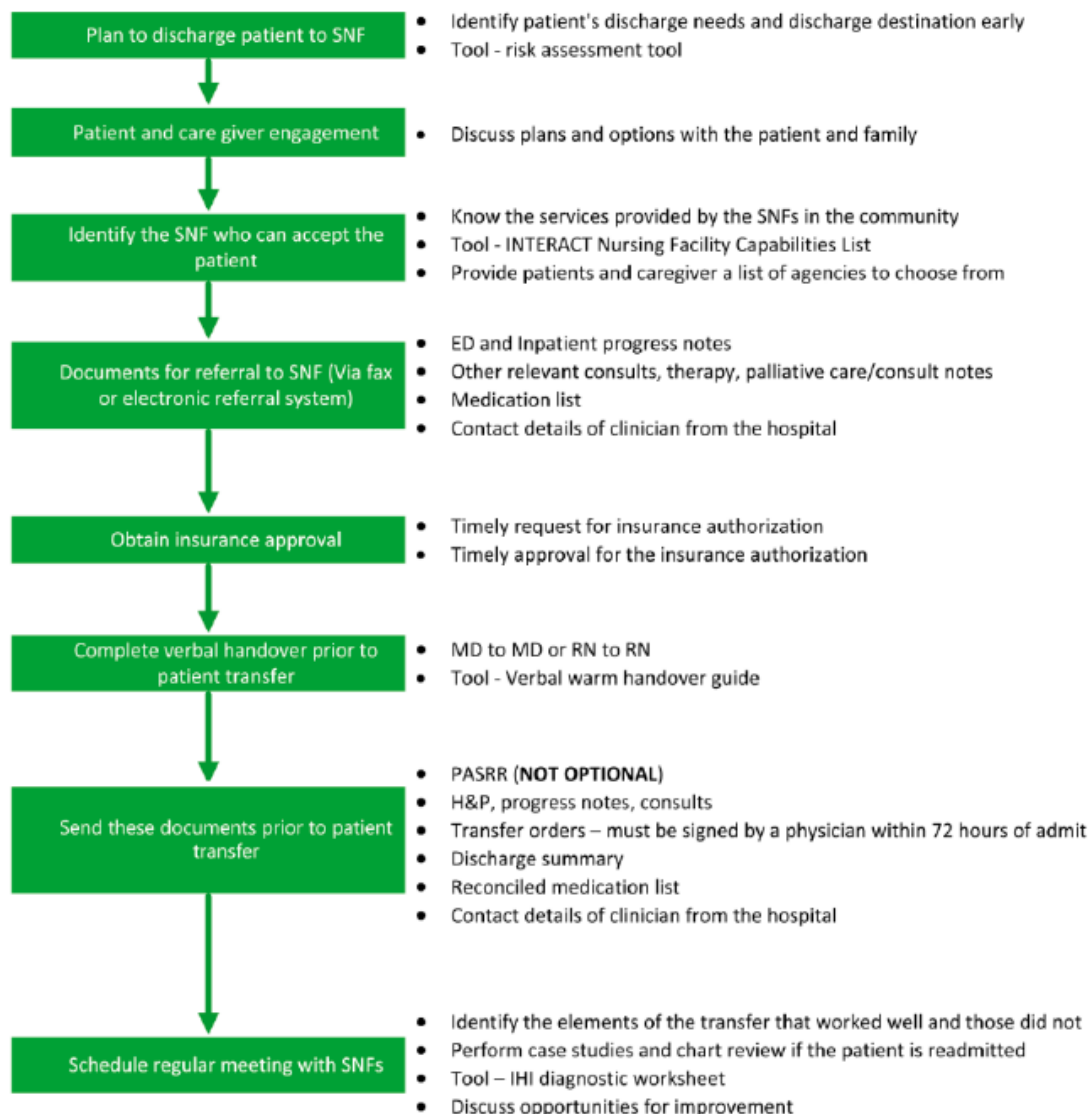 Plan to discharge patient to SNF
• Identify patient's discharge needs and discharge destination early
• Tool - risk assessment tool
Patient and care giver engagement
• Discuss plans and options with the patient and family
Identify the SNF who can accept the
patient
• Know the services provided by the SNFs in the community
• Tool - INTERACT Nursing Facility Capabilities List
• Provide patients and caregiver a list of agencies to choose from
Documents for referral to SNF (Via fax
or electronic referral system)
• ED and Inpatient progress notes
• Other relevant consults, therapy, palliative care/consult notes
• Medication list
• Contact details of clinician from the hospital
Obtain insurance approval
• Timely request for insurance authorization
• Timely approval for the insurance authorization
Complete verbal handover prior to
patient transfer
• MD to MD or RN to RN
• Tool - Verbal warm handover guide
Send these documents prior to patient
transfer
• PASRR (NOT OPTIONAL)
• H&P, progress notes, consults
• Transfer orders – must be signed by a physician within 72 hours of admit
• Discharge summary
• Reconciled medication list
• Contact details of clinician from the hospital
Schedule regular meeting with SNFs
• Identify the elements of the transfer that worked well and those did not
• Perform case studies and chart review if the patient is readmitted
• Tool – IHI diagnostic worksheet
• Discuss opportunities for improvement